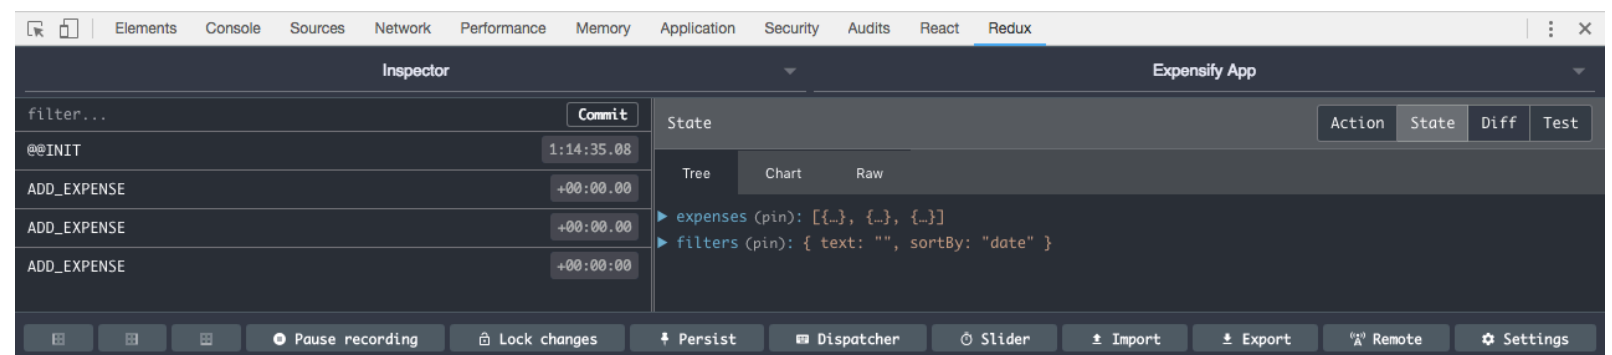 Elements Console Sources Network Performance Memory Application Security Audits React Redux
Inspector Expensify App
filter... Commit
State Action State Diff Test
@@INIT 1:14:35.08
Tree Chart Raw
ADD_EXPENSE +00:00.00
expenses (pin): [{…}, {…}, {…}]
ADD_EXPENSE +00:00.00
filters (pin): { text: "", sortBy: "date" }
ADD_EXPENSE +00:00:00
Pause recording Lock changes Persist Dispatcher Slider Import Export Remote Settings